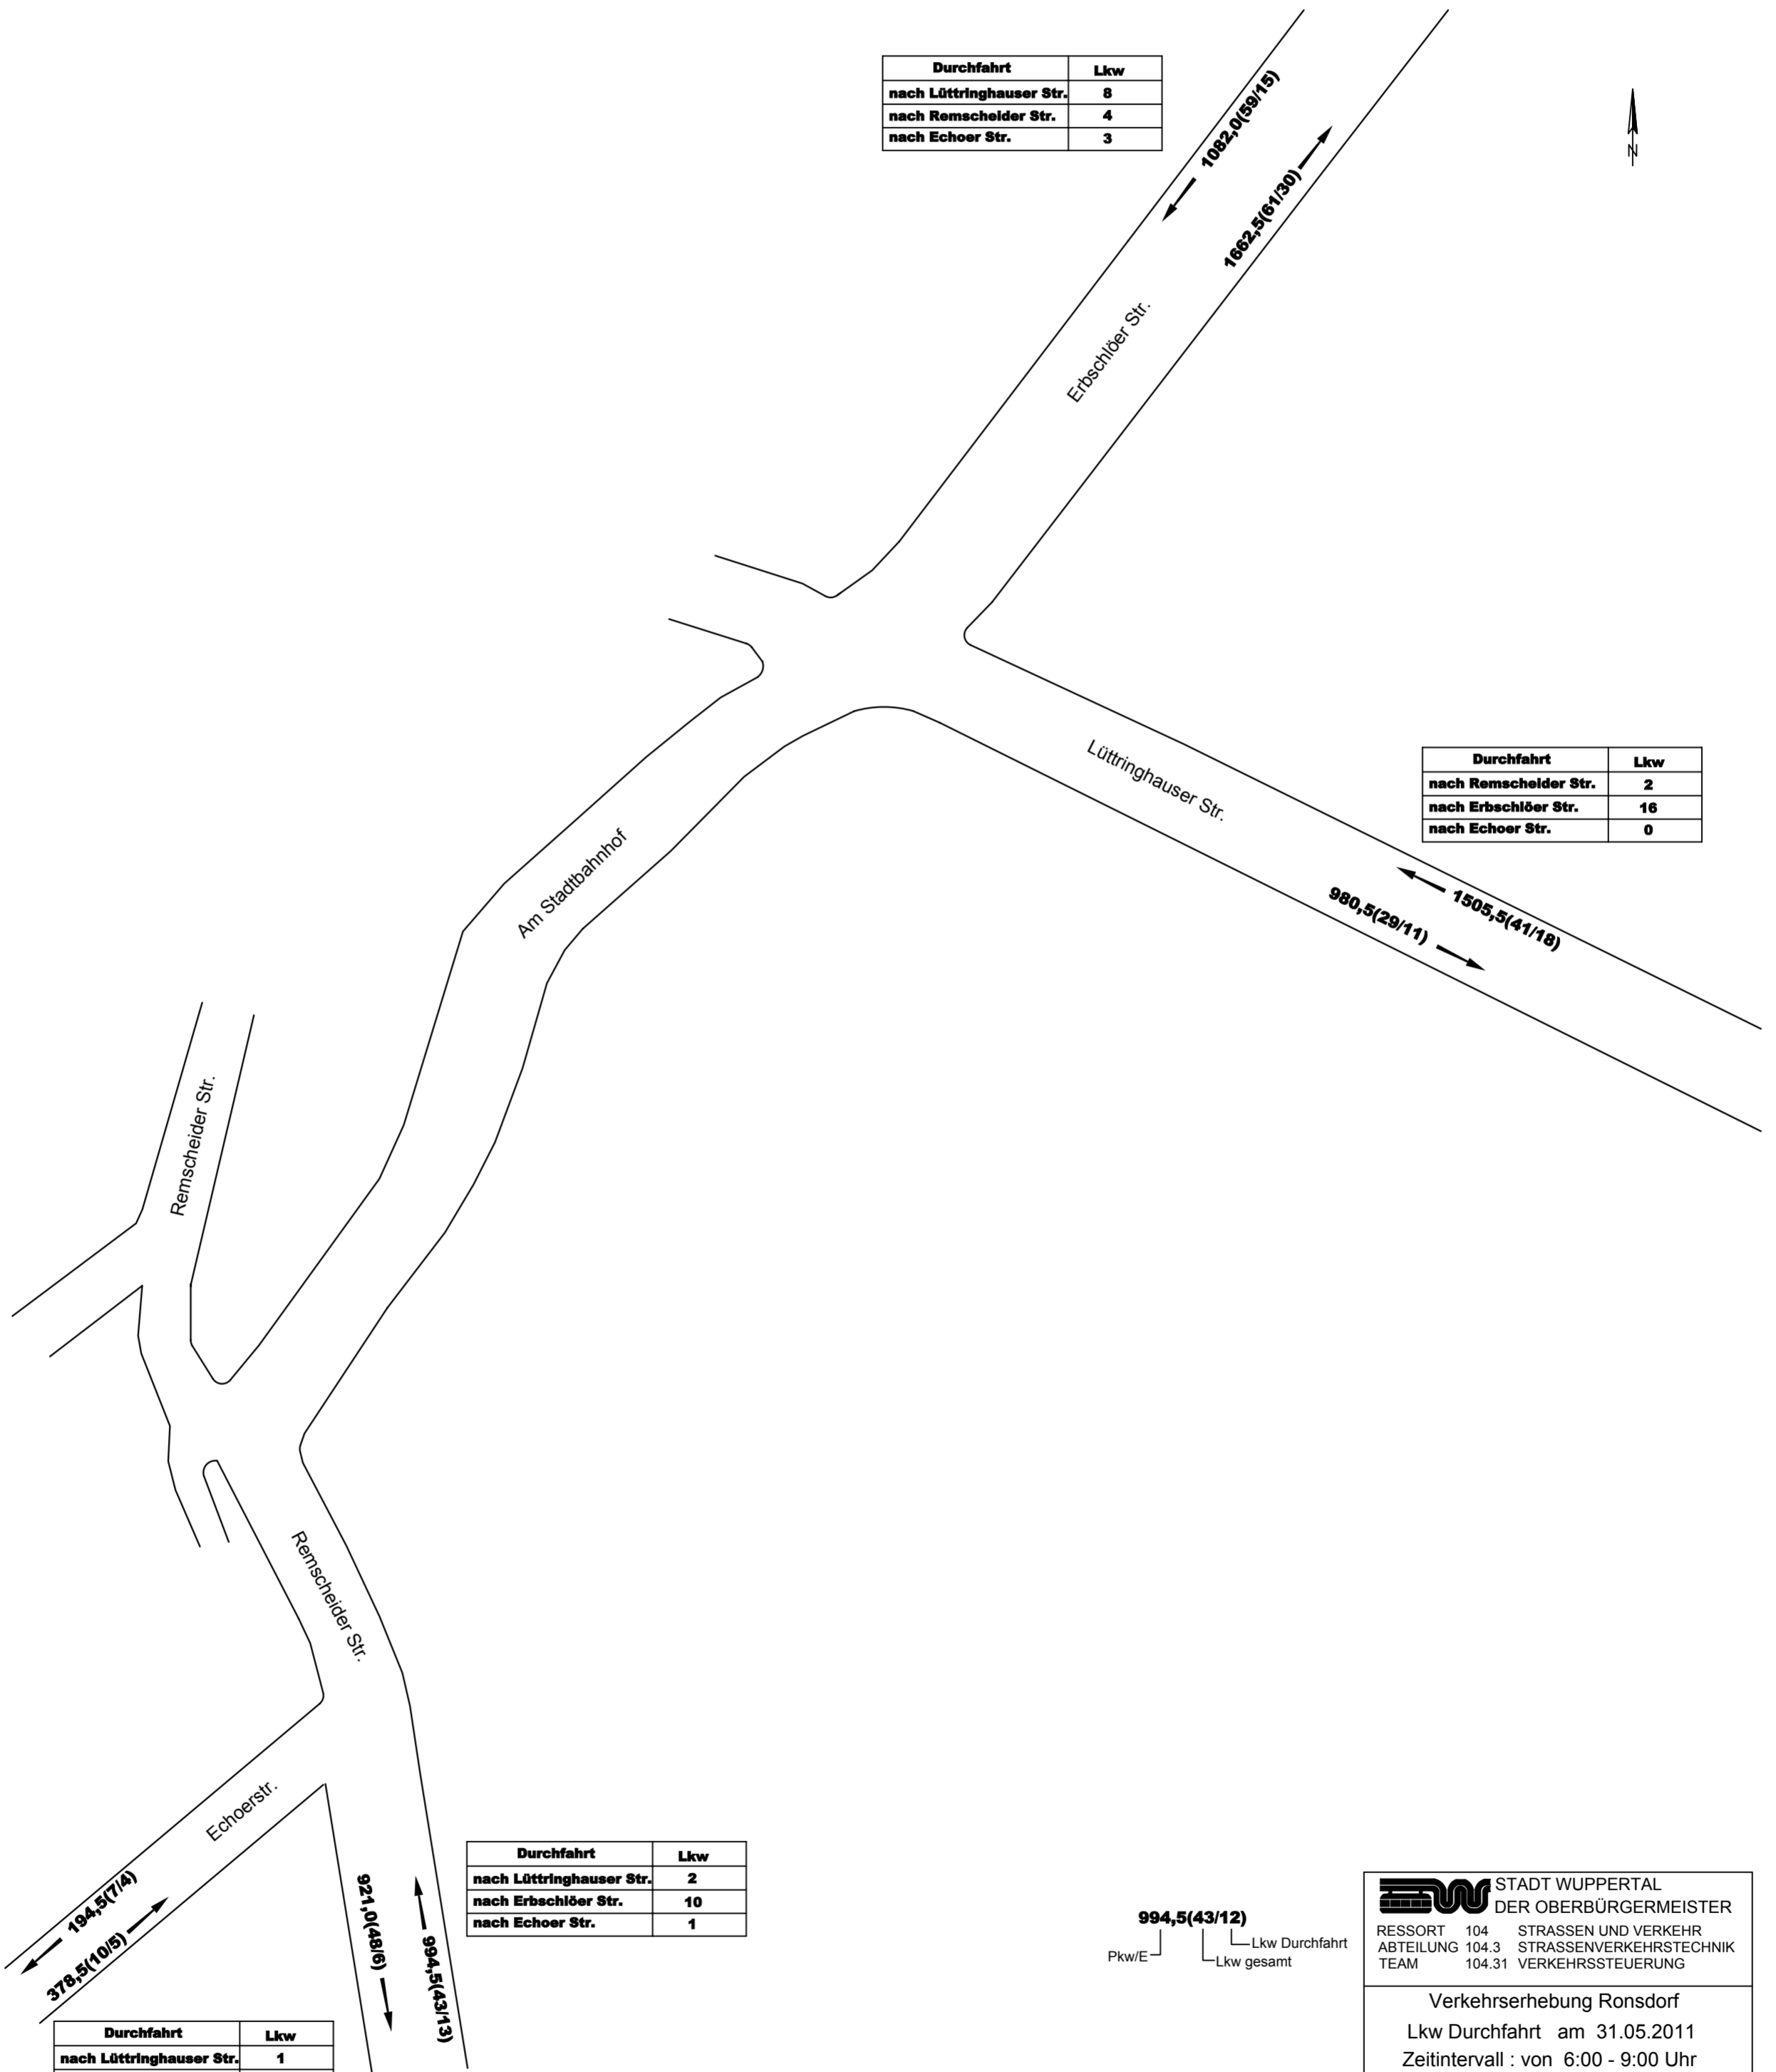 Durchfahrt Lkw
nach Lüttringhauser Str. 8
nach Remscheider Str. 4
nach Echoer Str. 3
1082,0(59/15)
1662,5(61/30)
N
Erbschlöer Str.
Lüttringhauser Str.
Durchfahrt Lkw
nach Remscheider Str. 2
nach Erbschlöer Str. 16
nach Echoer Str. 0
1505,5(41/18)
980,5(29/11)
Am Stadtbahnhof
Remscheider Str.
Remscheider Str.
Echoerstr.
194,5(7/4)
378,5(10/5)
921,0(48/6)
994,5(43/13)
Durchfahrt Lkw
nach Lüttringhauser Str. 2
nach Erbschlöer Str. 10
nach Echoer Str. 1
Durchfahrt Lkw
nach Lüttringhauser Str. 1
994,5(43/12)
Lkw Durchfahrt
Pkw/E
Lkw gesamt
STADT WUPPERTAL
DER OBERBÜRGERMEISTER
RESSORT 104 STRASSEN UND VERKEHR
ABTEILUNG 104.3 STRASSENVERKEHRSTECHNIK
TEAM 104.31 VERKEHRSSTEUERUNG
Verkehrserhebung Ronsdorf
Lkw Durchfahrt am 31.05.2011
Zeitintervall : von 6:00 - 9:00 Uhr